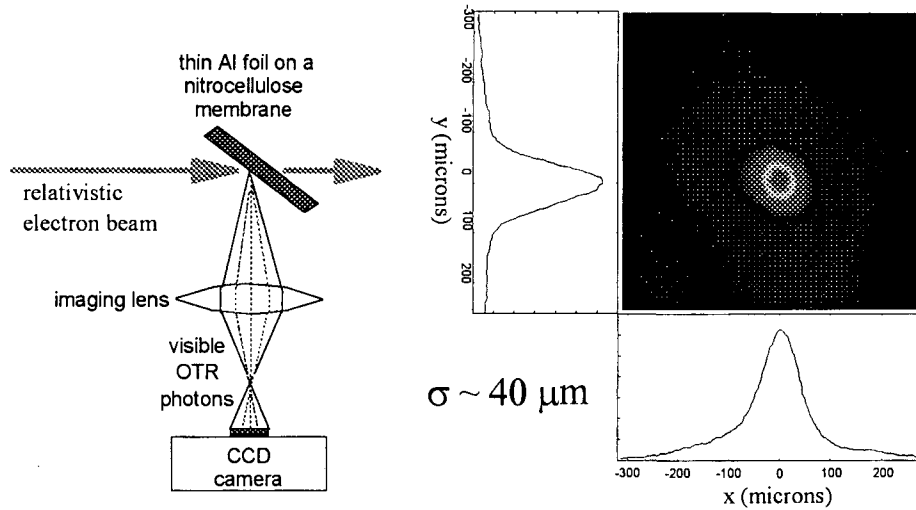 thin Al foil on a
nitrocellulose
membrane
relativistic
electron beam
imaging lens
visible
OTR
photons
CCD
camera
-300
-200
-100
0
100
200
y (microns)
σ ~ 40 μm
-300
-200
-100
0
100
200
x (microns)